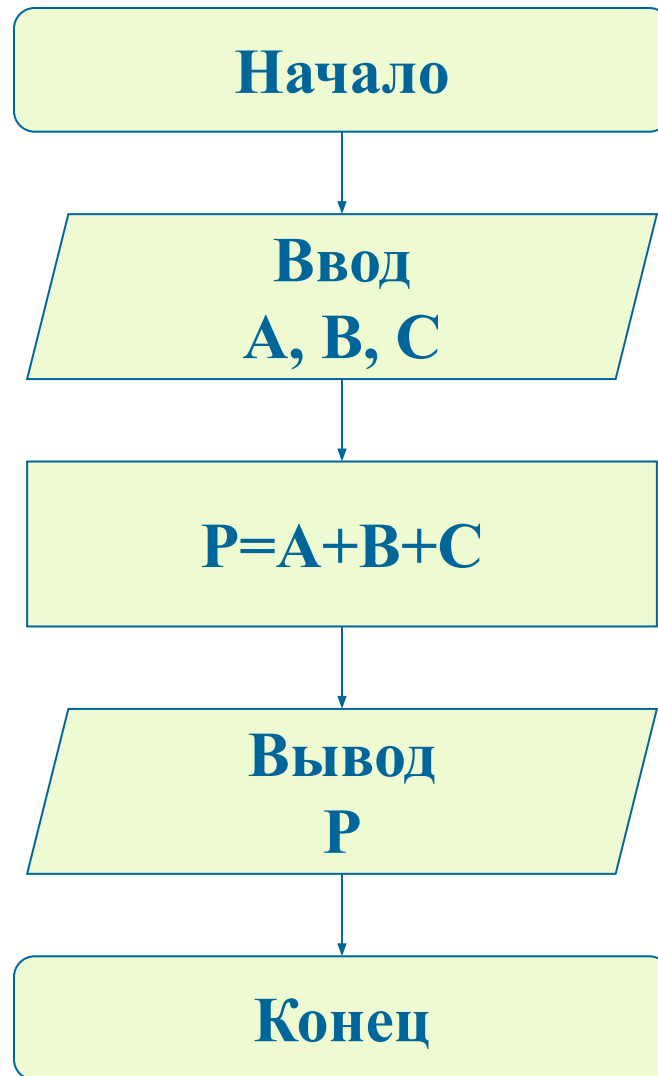 Начало
Ввод
A, B, C
P=A+B+C
Вывод
P
Конец